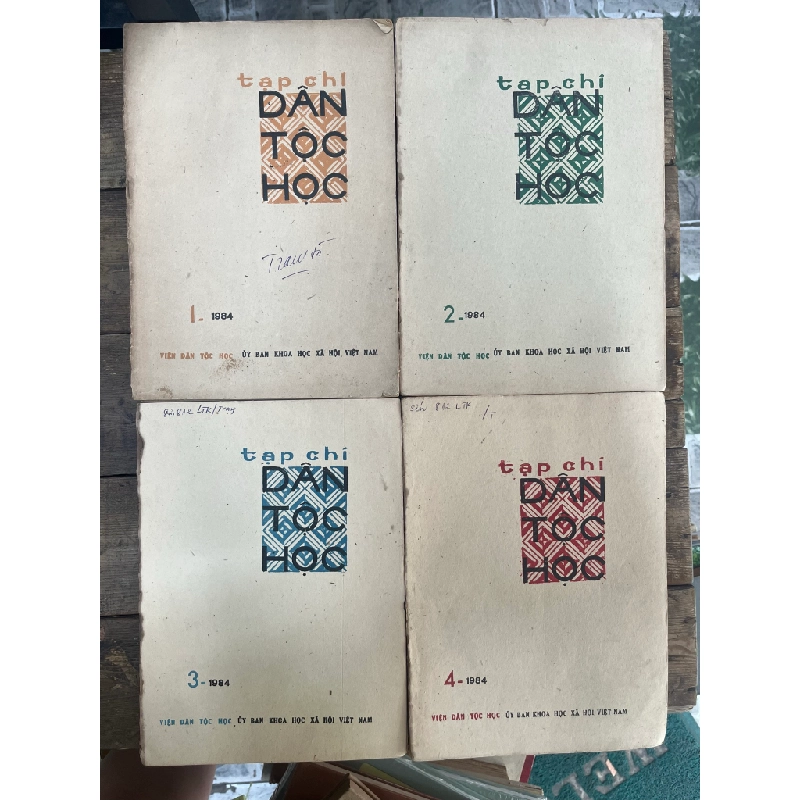 tạp chí
DÂN
TỘC
HỌC
1-1984
VIỆN DÂN TỘC HỌC ỦY BAN KHOA HỌC XÃ HỘI VIỆT NAM
tạp chí
DÂN
TỘC
HỌC
2-1984
VIỆN DÂN TỘC HỌC ỦY BAN KHOA HỌC XÃ HỘI VIỆT NAM
tạp chí
DÂN
TỘC
HỌC
3-1984
VIỆN DÂN TỘC HỌC ỦY BAN KHOA HỌC XÃ HỘI VIỆT NAM
tạp chí
DÂN
TỘC
HỌC
4-1984
VIỆN DÂN TỘC HỌC ỦY BAN KHOA HỌC XÃ HỘI VIỆT NAM
WEL